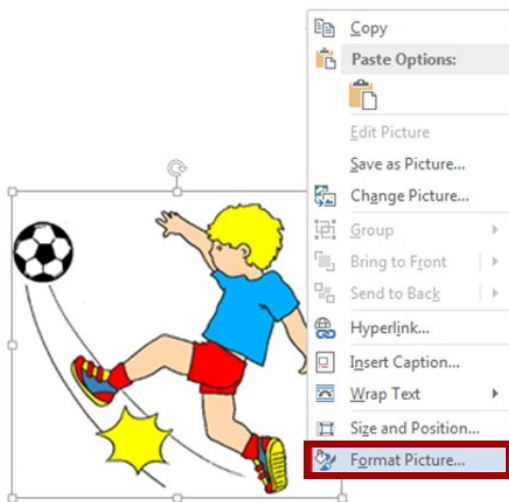 Copy
Paste Options:
Edit Picture
Save as Picture...
Change Picture...
Group
Bring to Front
Send to Back
Hyperlink...
Insert Caption...
Wrap Text
Size and Position...
Format Picture...